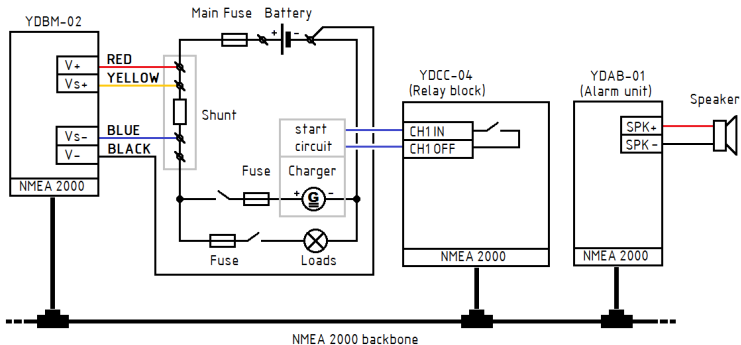 YDBM-02
V+
RED
Vs+
YELLOW
Vs-
BLUE
V-
BLACK
NMEA 2000
Main Fuse
Battery
+
-
Shunt
start
circuit
Fuse
Charger
+
-
G
Fuse
Loads
YDCC-04
(Relay block)
CH1 IN
CH1 OFF
NMEA 2000
YDAB-01
(Alarm unit)
SPK+
SPK-
NMEA 2000
Speaker
NMEA 2000 backbone